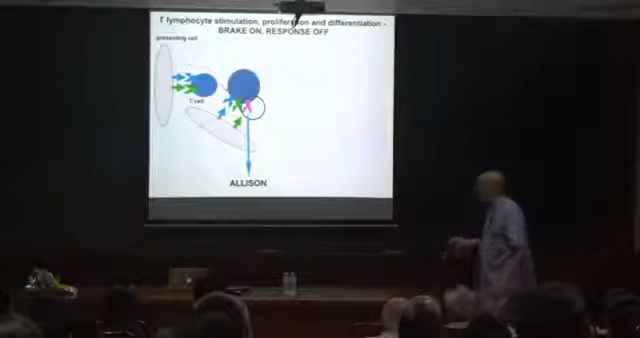 T lymphocyte stimulation, proliferation and differentiation -
BRAKE ON, RESPONSE OFF
presenting cell
T-cell
ALLISON